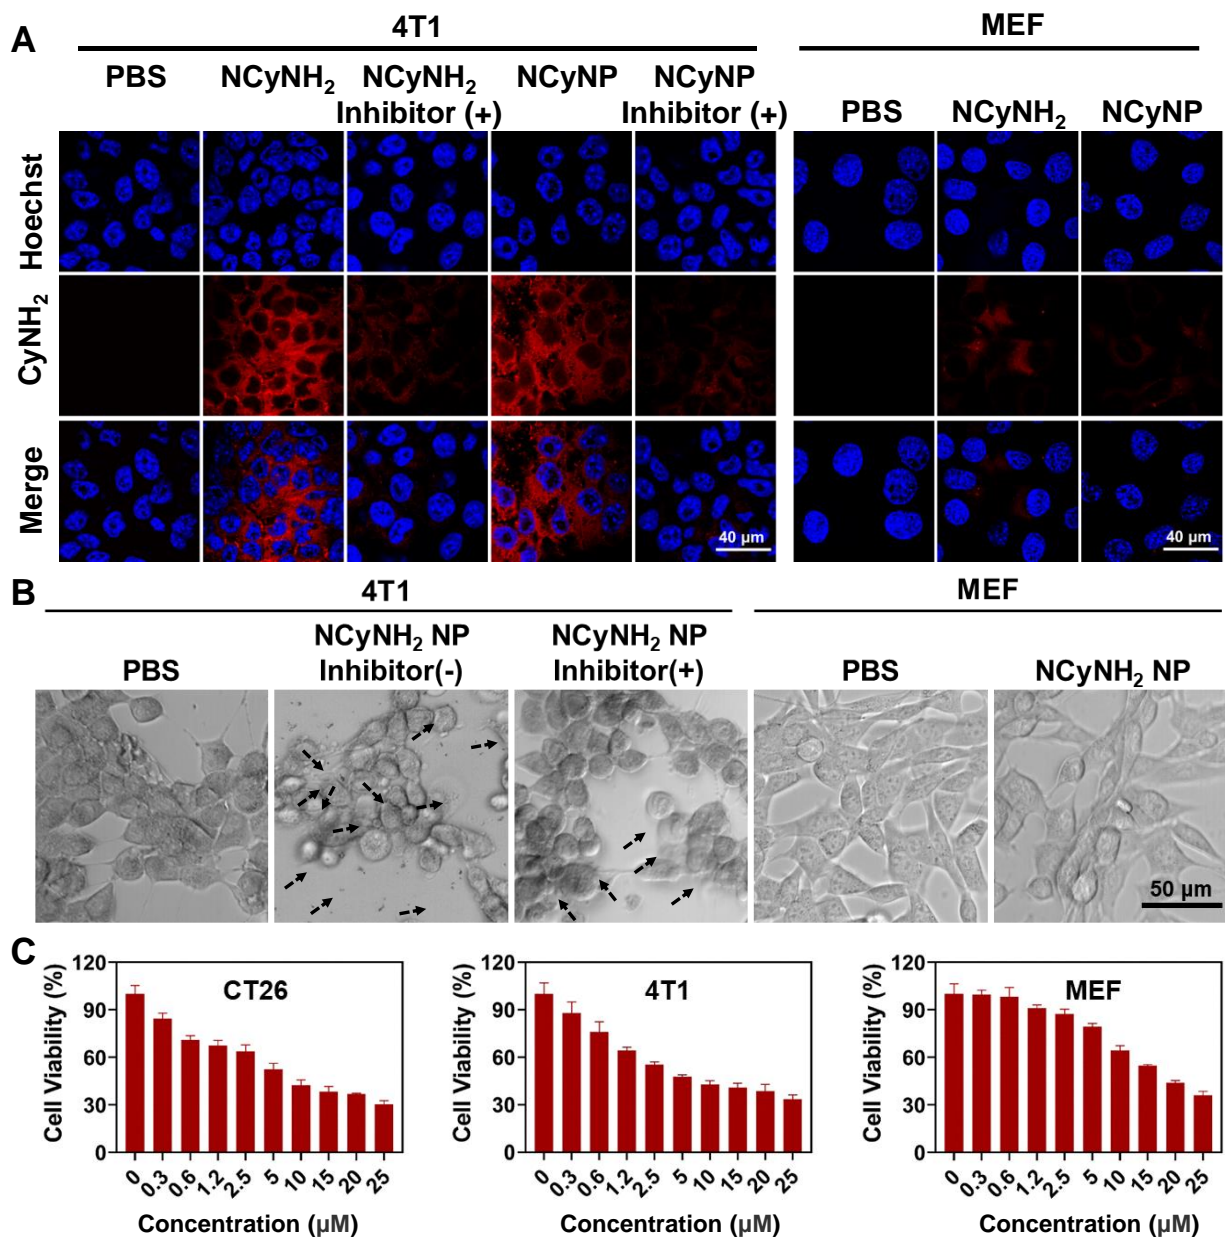 A
4T1
MEF
PBS
NCyNH₂
NCyNH₂
Inhibitor (+)
NCyNP
NCyNP
Inhibitor (+)
PBS
NCyNH₂
NCyNP
Hoechst
CyNH₂
Merge
40 µm
40 µm
B
4T1
MEF
PBS
NCyNH₂ NP
Inhibitor(-)
NCyNH₂ NP
Inhibitor(+)
PBS
NCyNH₂ NP
50 µm
C
CT26
Cell Viability (%)
120
90
60
30
0
0 0.3 0.6 1.2 2.5 5 10 15 20 25
Concentration (µM)
4T1
Cell Viability (%)
120
90
60
30
0
0 0.3 0.6 1.2 2.5 5 10 15 20 25
Concentration (µM)
MEF
Cell Viability (%)
120
90
60
30
0
0 0.3 0.6 1.2 2.5 5 10 15 20 25
Concentration (µM)